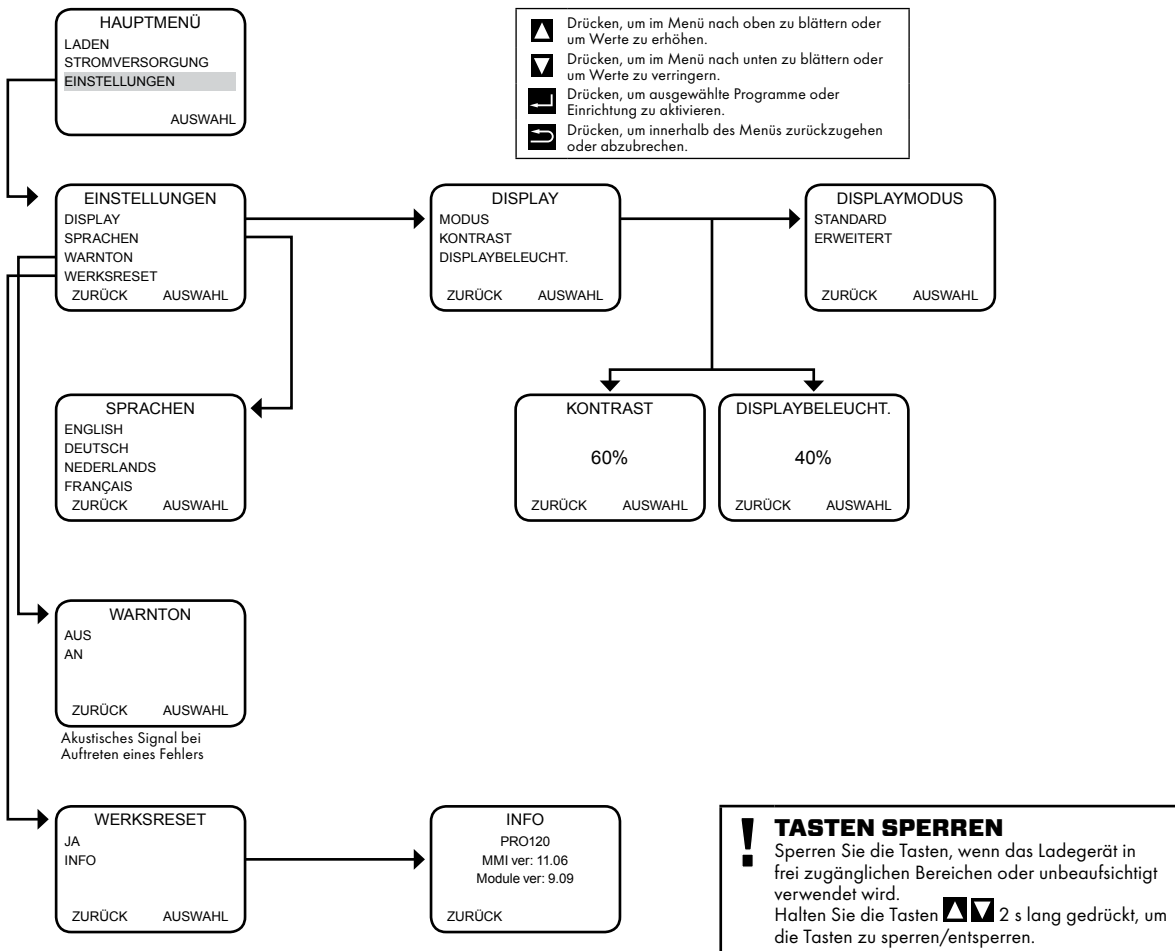 HAUPTMENÜ
LADEN
STROMVERSORGUNG
EINSTELLUNGEN
AUSWAHL
Drücken, um im Menü nach oben zu blättern oder
um Werte zu erhöhen.
Drücken, um im Menü nach unten zu blättern oder
um Werte zu verringern.
Drücken, um ausgewählte Programme oder
Einrichtung zu aktivieren.
Drücken, um innerhalb des Menüs zurückzugehen
oder abzubrechen.
EINSTELLUNGEN
DISPLAY
SPRACHEN
WARNTON
WERKSRESET
ZURÜCK AUSWAHL
DISPLAY
MODUS
KONTRAST
DISPLAYBELEUCHT.
ZURÜCK AUSWAHL
DISPLAYMODUS
STANDARD
ERWEITERT
ZURÜCK AUSWAHL
SPRACHEN
ENGLISH
DEUTSCH
NEDERLANDS
FRANÇAIS
ZURÜCK AUSWAHL
KONTRAST
60%
ZURÜCK AUSWAHL
DISPLAYBELEUCHT.
40%
ZURÜCK AUSWAHL
WARNTON
AUS
AN
ZURÜCK AUSWAHL
Akustisches Signal bei
Auftreten eines Fehlers
WERKSRESET
JA
INFO
ZURÜCK AUSWAHL
INFO
PRO120
MMI ver: 11.06
Module ver: 9.09
ZURÜCK
! TASTEN SPERREN
Sperren Sie die Tasten, wenn das Ladegerät in
frei zugänglichen Bereichen oder unbeaufsichtigt
verwendet wird.
Halten Sie die Tasten 2 s lang gedrückt, um
die Tasten zu sperren/entsperren.